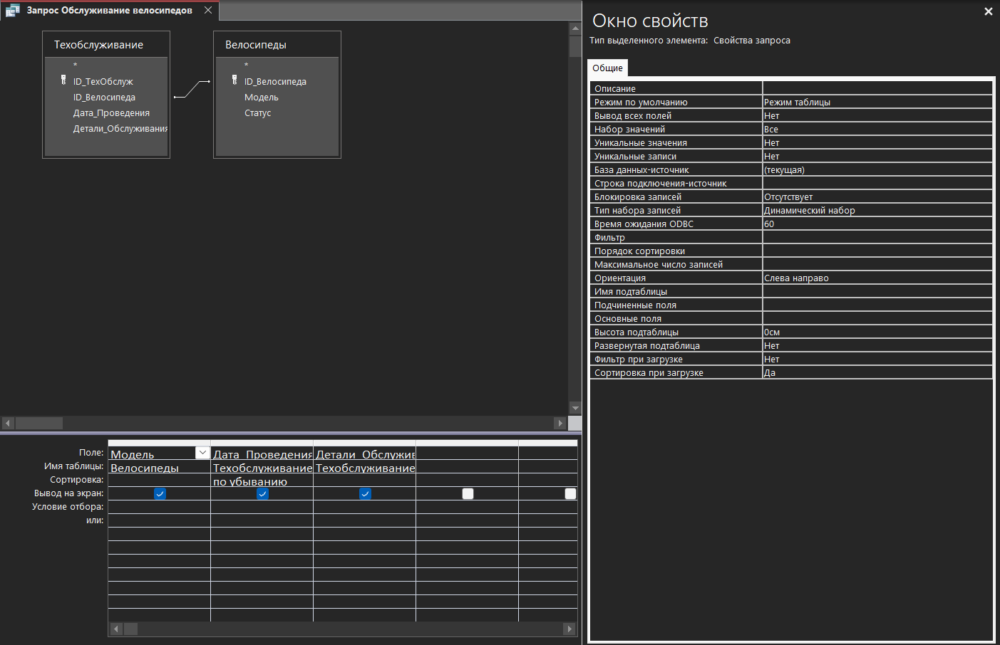 Запрос Обслуживание велосипедов
Техобслуживание
*
ID_ТехОбслуж
ID_Велосипеда
Дата_Проведения
Детали_Обслуживания
Велосипеды
*
ID_Велосипеда
Модель
Статус
Поле: Модель Дата_Проведения Детали_Обслужив
Имя таблицы: Велосипеды Техобслуживание Техобслуживание
Сортировка: по убыванию
Вывод на экран:
Условие отбора:
или:
Окно свойств
Тип выделенного элемента: Свойства запроса
Общие
Описание
Режим по умолчанию Режим таблицы
Вывод всех полей Нет
Набор значений Все
Уникальные значения Нет
Уникальные записи Нет
База данных-источник (текущая)
Строка подключения-источник
Блокировка записей Отсутствует
Тип набора записей Динамический набор
Время ожидания ODBC 60
Фильтр
Порядок сортировки
Максимальное число записей
Ориентация Слева направо
Имя подтаблицы
Подчиненные поля
Основные поля
Высота подтаблицы 0см
Развернутая подтаблица Нет
Фильтр при загрузке Нет
Сортировка при загрузке Да